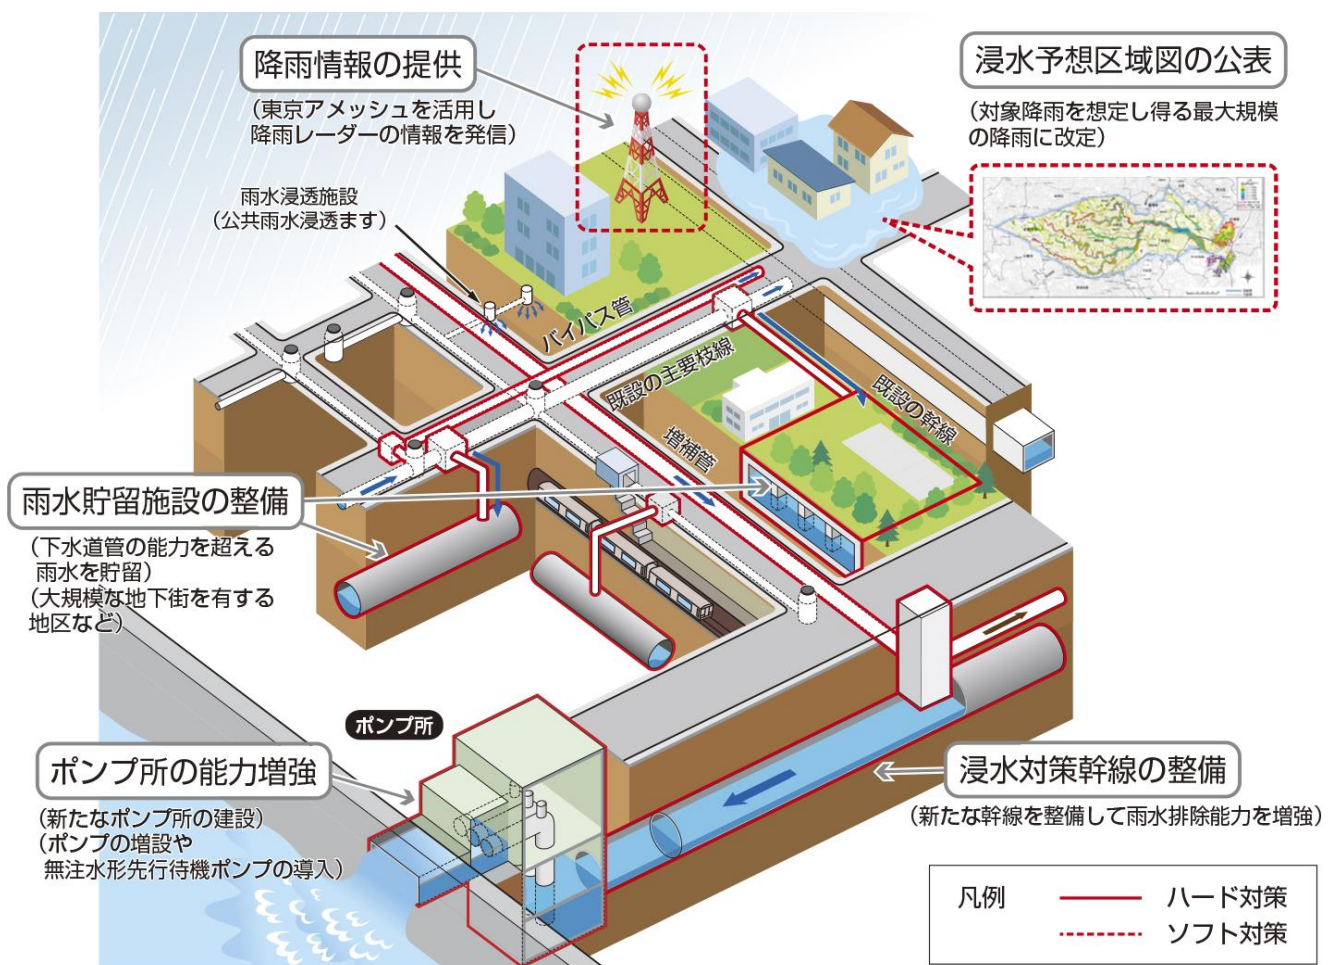 降雨情報の提供
（東京アメッシュを活用し
降雨レーダーの情報を発信）
浸水予想区域図の公表
（対象降雨を想定し得る最大規模
の降雨に改定）
雨水浸透施設
（公共雨水浸透ます）
バイパス管
既設の主要枝線
既設の幹線
増補管
雨水貯留施設の整備
（下水道管の能力を超える
雨水を貯留）
（大規模な地下街を有する
地区など）
ポンプ所
ポンプ所の能力増強
（新たなポンプ所の建設）
（ポンプの増設や
無注水形先行待機ポンプの導入）
浸水対策幹線の整備
（新たな幹線を整備して雨水排除能力を増強）
凡例
ハード対策
ソフト対策